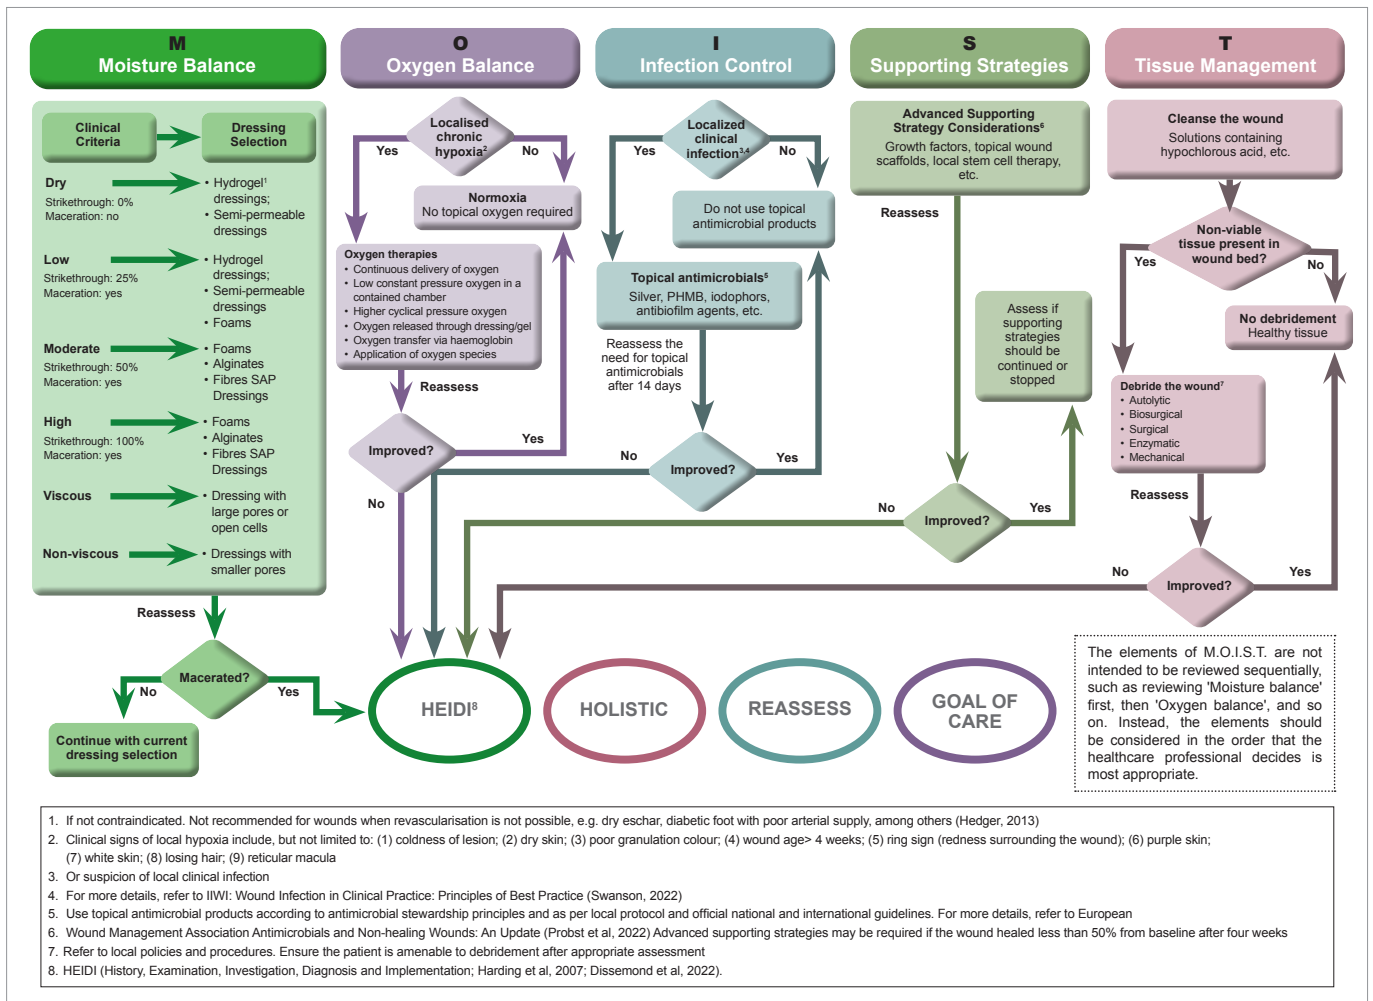 M
Moisture Balance
Clinical
Criteria
Dressing
Selection
Dry
Strikethrough: 0%
Maceration: no
• Hydrogel¹
dressings;
• Semi-permeable
dressings
Low
Strikethrough: 25%
Maceration: yes
• Hydrogel
dressings;
• Semi-permeable
dressings
• Foams
Moderate
Strikethrough: 50%
Maceration: yes
• Foams
• Alginates
• Fibres SAP
Dressings
High
Strikethrough: 100%
Maceration: yes
• Foams
• Alginates
• Fibres SAP
Dressings
Viscous
• Dressing with
large pores or
open cells
Non-viscous
• Dressings with
smaller pores
Reassess
Macerated?
No
Yes
Continue with current
dressing selection
O
Oxygen Balance
Localised
chronic
hypoxia²
Yes
No
Normoxia
No topical oxygen required
Oxygen therapies
• Continuous delivery of oxygen
• Low constant pressure oxygen in a
contained chamber
• Higher cyclical pressure oxygen
• Oxygen released through dressing/gel
• Oxygen transfer via haemoglobin
• Application of oxygen species
Reassess
Improved?
Yes
No
I
Infection Control
Localized
clinical
infection³,⁴
Yes
No
Do not use topical
antimicrobial products
Topical antimicrobials⁵
Silver, PHMB, iodophors,
antibiofilm agents, etc.
Reassess the
need for topical
antimicrobials
after 14 days
Improved?
No
Yes
S
Supporting Strategies
Advanced Supporting
Strategy Considerations⁶
Growth factors, topical wound
scaffolds, local stem cell therapy,
etc.
Reassess
Assess if
supporting
strategies
should be
continued or
stopped
Improved?
No
Yes
T
Tissue Management
Cleanse the wound
Solutions containing
hypochlorous acid, etc.
Non-viable
tissue present in
wound bed?
Yes
No
No debridement
Healthy tissue
Debride the wound⁷
• Autolytic
• Biosurgical
• Surgical
• Enzymatic
• Mechanical
Reassess
Improved?
No
Yes
HEIDI⁸
HOLISTIC
REASSESS
GOAL OF
CARE
The elements of M.O.I.S.T. are not
intended to be reviewed sequentially,
such as reviewing 'Moisture balance'
first, then 'Oxygen balance', and so
on. Instead, the elements should
be considered in the order that the
healthcare professional decides is
most appropriate.
1. If not contraindicated. Not recommended for wounds when revascularisation is not possible, e.g. dry eschar, diabetic foot with poor arterial supply, among others (Hedger, 2013)
2. Clinical signs of local hypoxia include, but not limited to: (1) coldness of lesion; (2) dry skin; (3) poor granulation colour; (4) wound age> 4 weeks; (5) ring sign (redness surrounding the wound); (6) purple skin;
(7) white skin; (8) losing hair; (9) reticular macula
3. Or suspicion of local clinical infection
4. For more details, refer to IIWI: Wound Infection in Clinical Practice: Principles of Best Practice (Swanson, 2022)
5. Use topical antimicrobial products according to antimicrobial stewardship principles and as per local protocol and official national and international guidelines. For more details, refer to European
6. Wound Management Association Antimicrobials and Non-healing Wounds: An Update (Probst et al, 2022) Advanced supporting strategies may be required if the wound healed less than 50% from baseline after four weeks
7. Refer to local policies and procedures. Ensure the patient is amenable to debridement after appropriate assessment
8. HEIDI (History, Examination, Investigation, Diagnosis and Implementation; Harding et al, 2007; Dissemond et al, 2022).